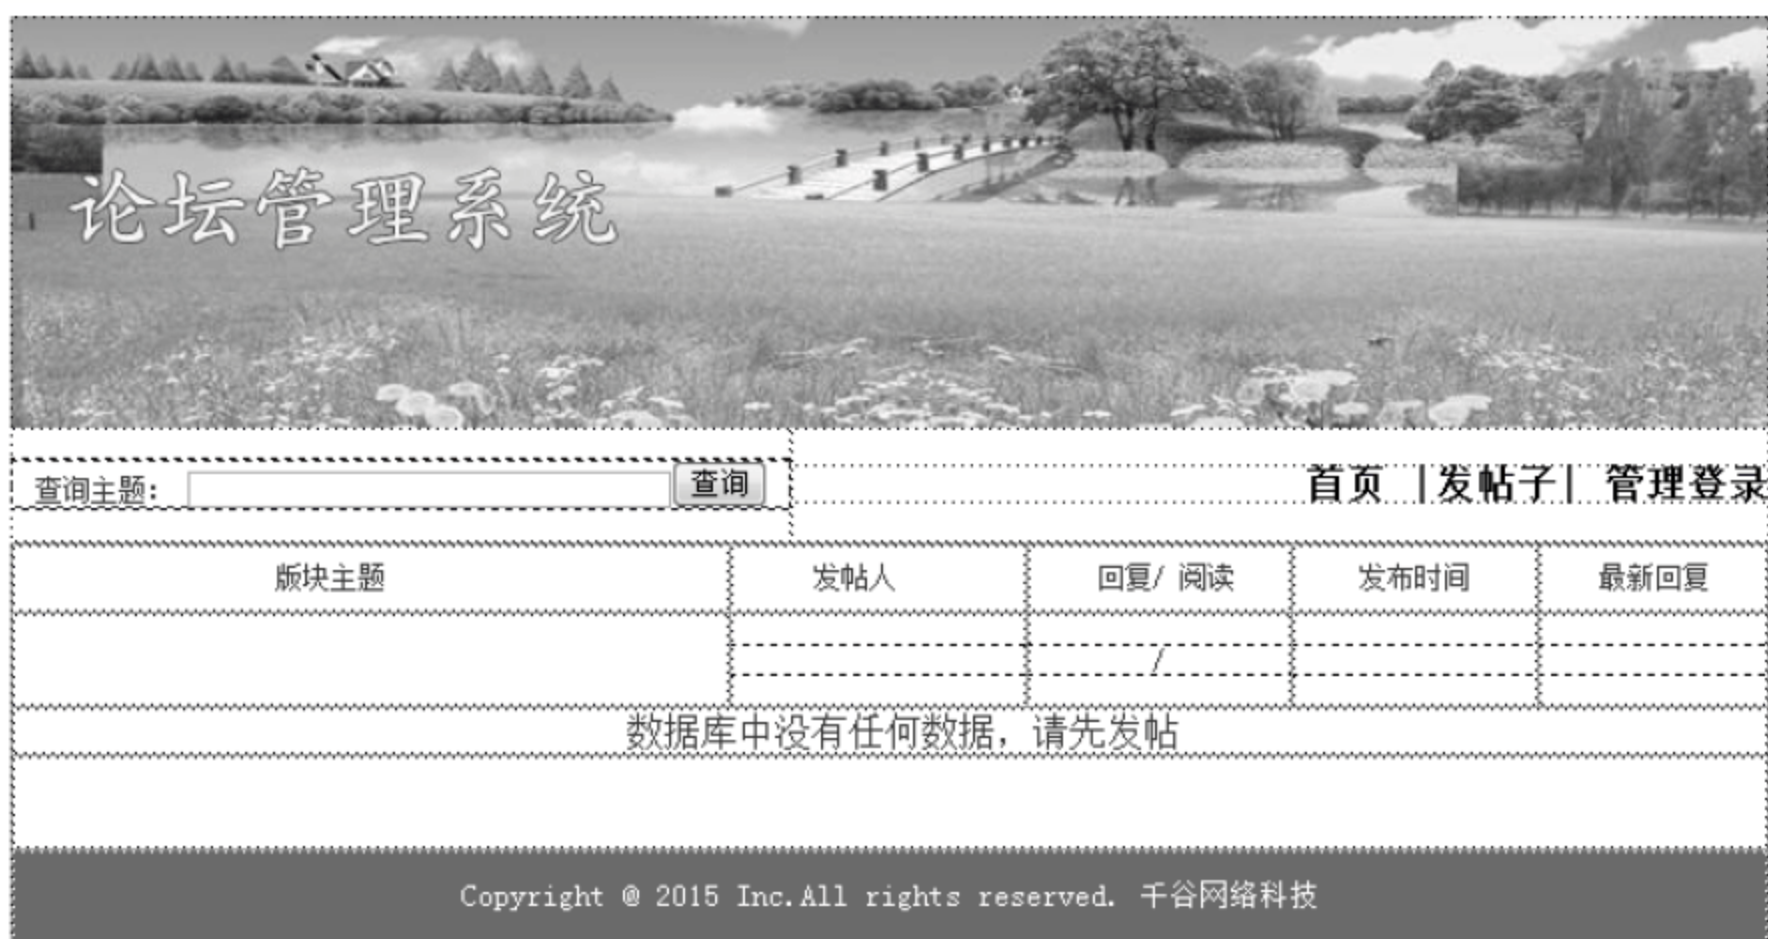 论坛管理系统
查询主题： 查询 首页 |发帖子| 管理登录
版块主题 发帖人 回复/ 阅读 发布时间 最新回复
/
数据库中没有任何数据，请先发帖
Copyright @ 2015 Inc.All rights reserved. 千谷网络科技